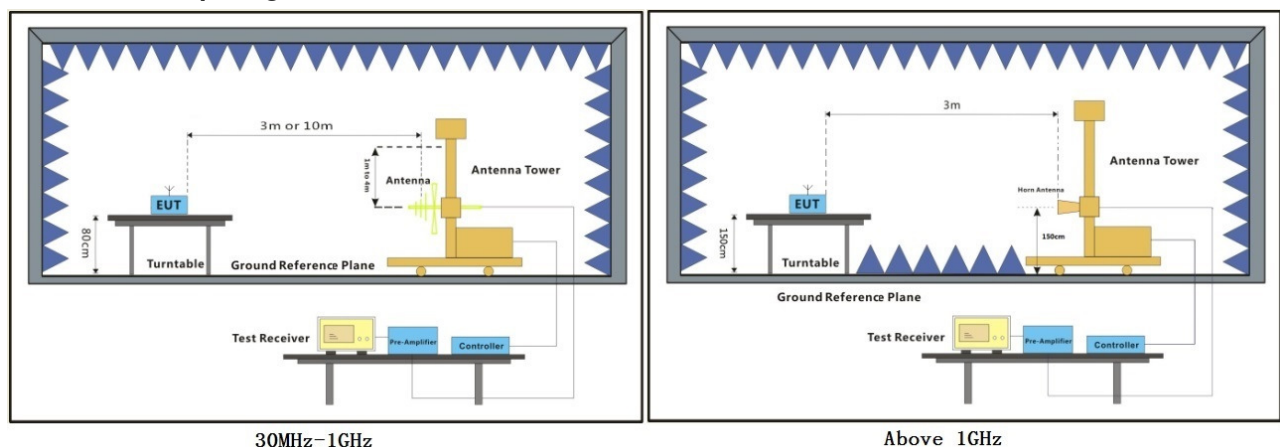 3m or 10m
1m to 4m
Antenna
Antenna Tower
EUT
80cm
Turntable
Ground Reference Plane
Test Receiver
Pre-Amplifier
Controller
30MHz-1GHz
3m
Antenna Tower
Horn Antenna
EUT
150cm
150cm
Turntable
Ground Reference Plane
Test Receiver
Pre-Amplifier
Controller
Above 1GHz